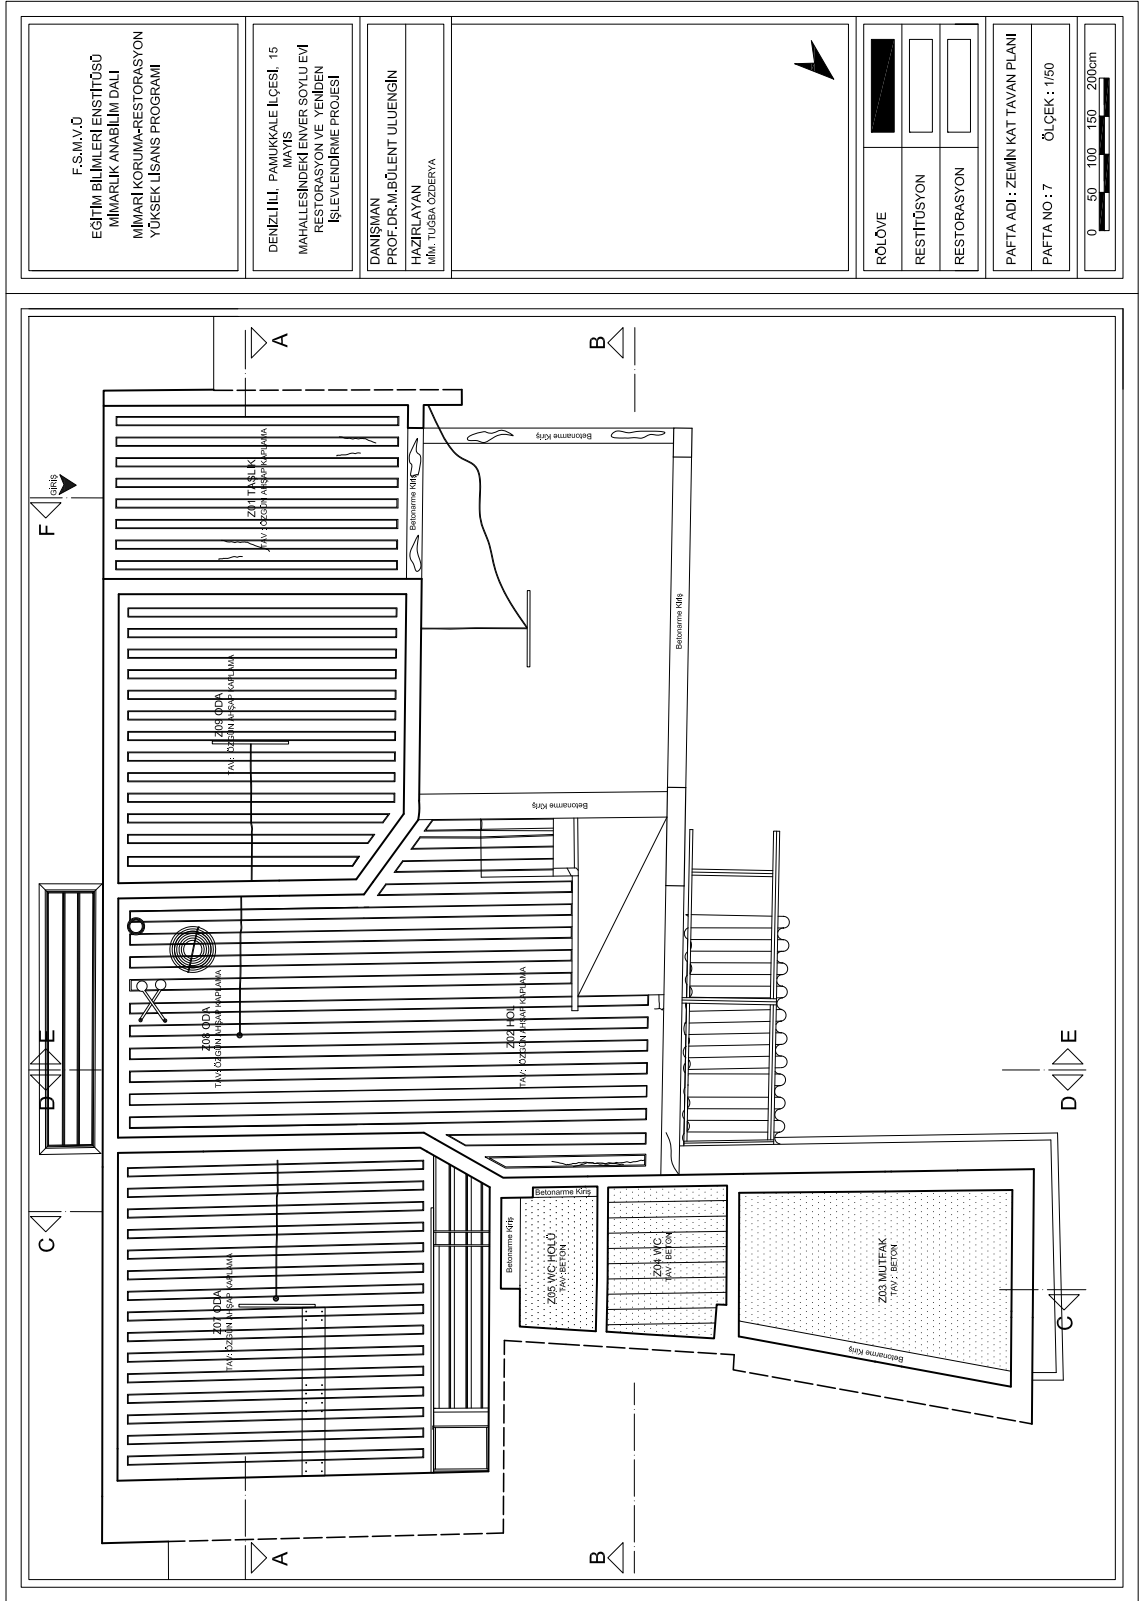 F.S.M.V.Ü
EĞİTİM BİLİMLERİ ENSTİTÜSÜ
MİMARLIK ANABİLİM DALI
MİMARİ KORUMA-RESTORASYON
YÜKSEK LİSANS PROGRAMI
DENİZLİ İLİ, PAMUKKALE İLÇESİ, 15
MAYIS
MAHALLESİNDEKİ ENVER SOYLU EVİ
RESTORASYON VE YENİDEN
İŞLEVLENDİRME PROJESİ
DANIŞMAN
PROF.DR.M.BÜLENT ULUENGİN
HAZIRLAYAN
MİM. TUĞBA ÖZDERYA
RÖLÖVE
RESTİTÜSYON
RESTORASYON
PAFTA ADI : ZEMİN KAT TAVAN PLANI
PAFTA NO : 7 ÖLÇEK : 1/50
0 50 100 150 200cm
A
B
F
GİRİŞ
Z01 TAŞLIK
TAV : ÖZGÜN AHŞAP KAPLAMA
Betonarme Kiriş
Betonarme Kiriş
Betonarme Kiriş
Z09 ODA
TAV: ÖZGÜN AHŞAP KAPLAMA
Betonarme Kiriş
Z08 ODA
TAV: ÖZGÜN AHŞAP KAPLAMA
Z02 HOL
TAV: ÖZGÜN AHŞAP KAPLAMA
E
D
E
D
C
Z07 ODA
TAV: ÖZGÜN AHŞAP KAPLAMA
Betonarme Kiriş
Betonarme Kiriş
Z05 WC HOLÜ
TAV: BETON
Z04 WC
TAV : BETON
Z03 MUTFAK
TAV : BETON
Betonarme Kiriş
C
A
B